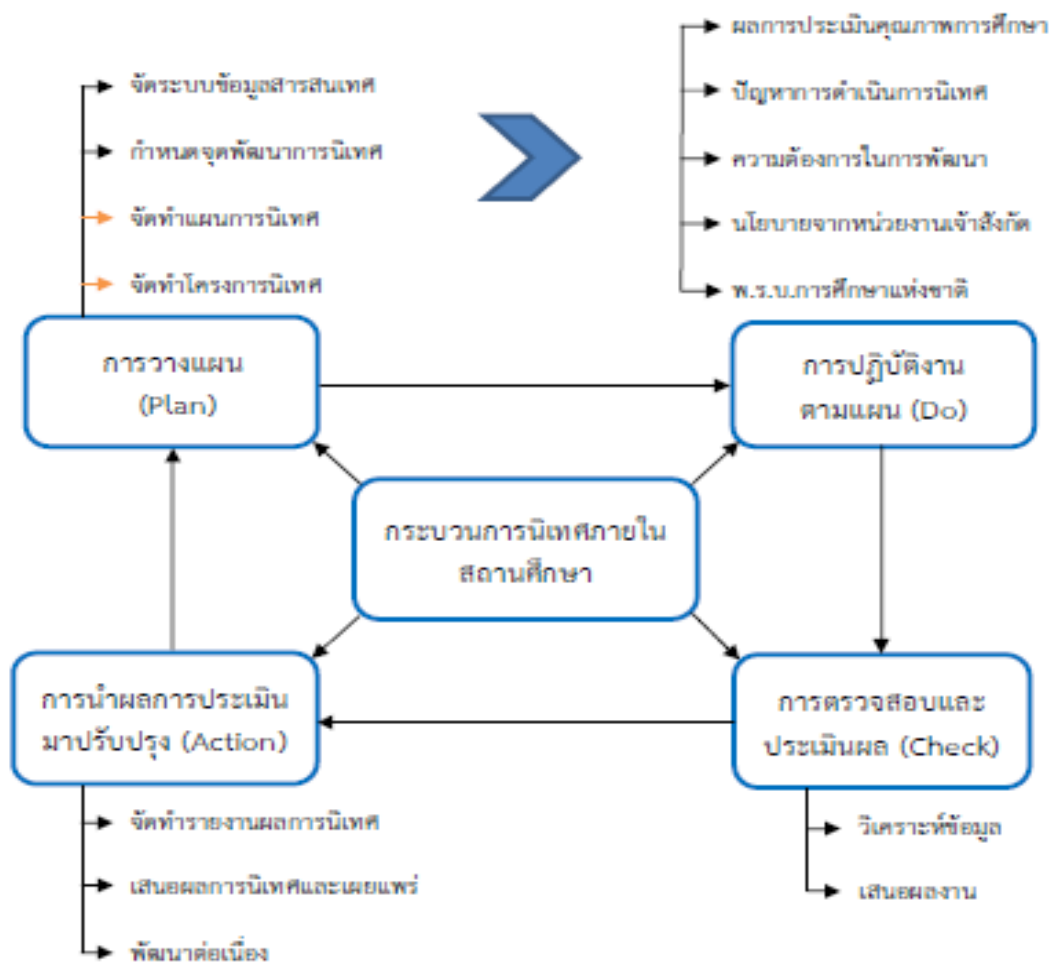 จัดระบบข้อมูลสารสนเทศ
กำหนดจุดพัฒนาการนิเทศ
จัดทำแผนการนิเทศ
จัดทำโครงการนิเทศ
ผลการประเมินคุณภาพการศึกษา
ปัญหาการดำเนินการนิเทศ
ความต้องการในการพัฒนา
นโยบายจากหน่วยงานเจ้าสังกัด
พ.ร.บ.การศึกษาแห่งชาติ
การวางแผน
(Plan)
การปฏิบัติงาน
ตามแผน (Do)
กระบวนการนิเทศภายใน
สถานศึกษา
การนำผลการประเมิน
มาปรับปรุง (Action)
การตรวจสอบและ
ประเมินผล (Check)
จัดทำรายงานผลการนิเทศ
เสนอผลการนิเทศและเผยแพร่
พัฒนาต่อเนื่อง
วิเคราะห์ข้อมูล
เสนอผลงาน